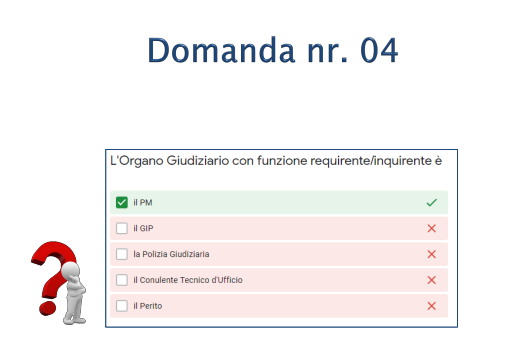 Domanda nr. 04
L'Organo Giudiziario con funzione requirente/inquirente è
il PM
il GIP
la Polizia Giudiziaria
il Conulente Tecnico d'Ufficio
il Perito